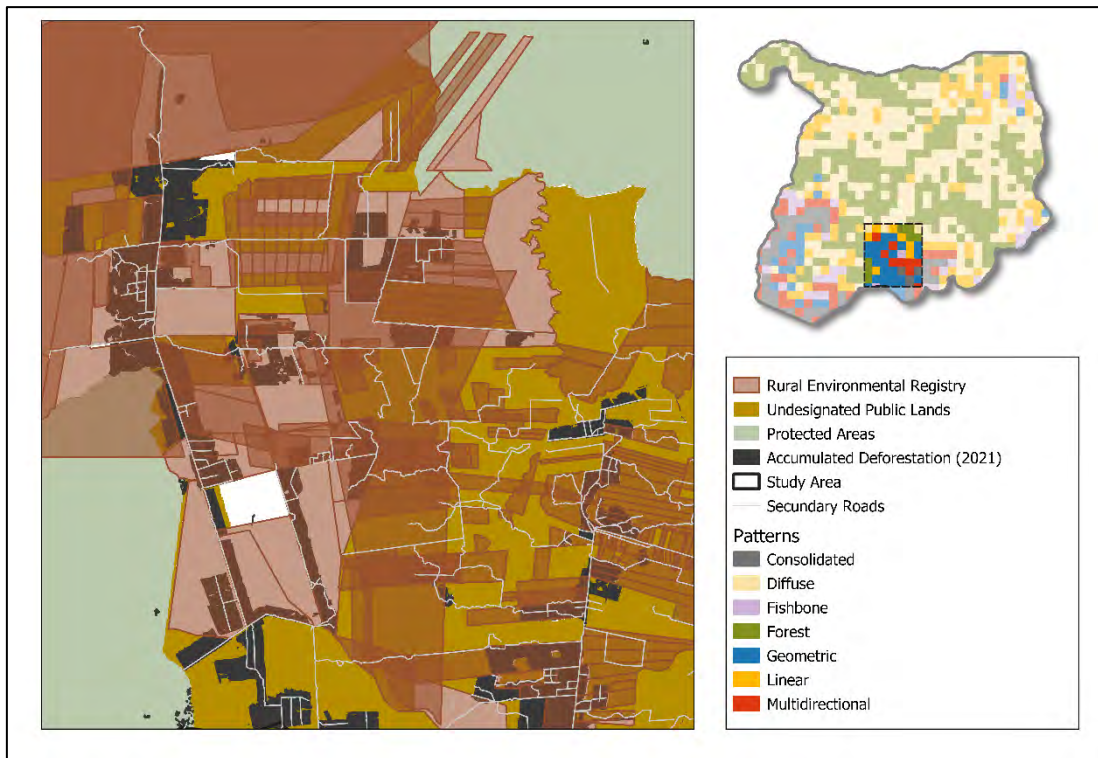 Rural Environmental Registry
Undesignated Public Lands
Protected Areas
Accumulated Deforestation (2021)
Study Area
Secundary Roads
Patterns
Consolidated
Diffuse
Fishbone
Forest
Geometric
Linear
Multidirectional